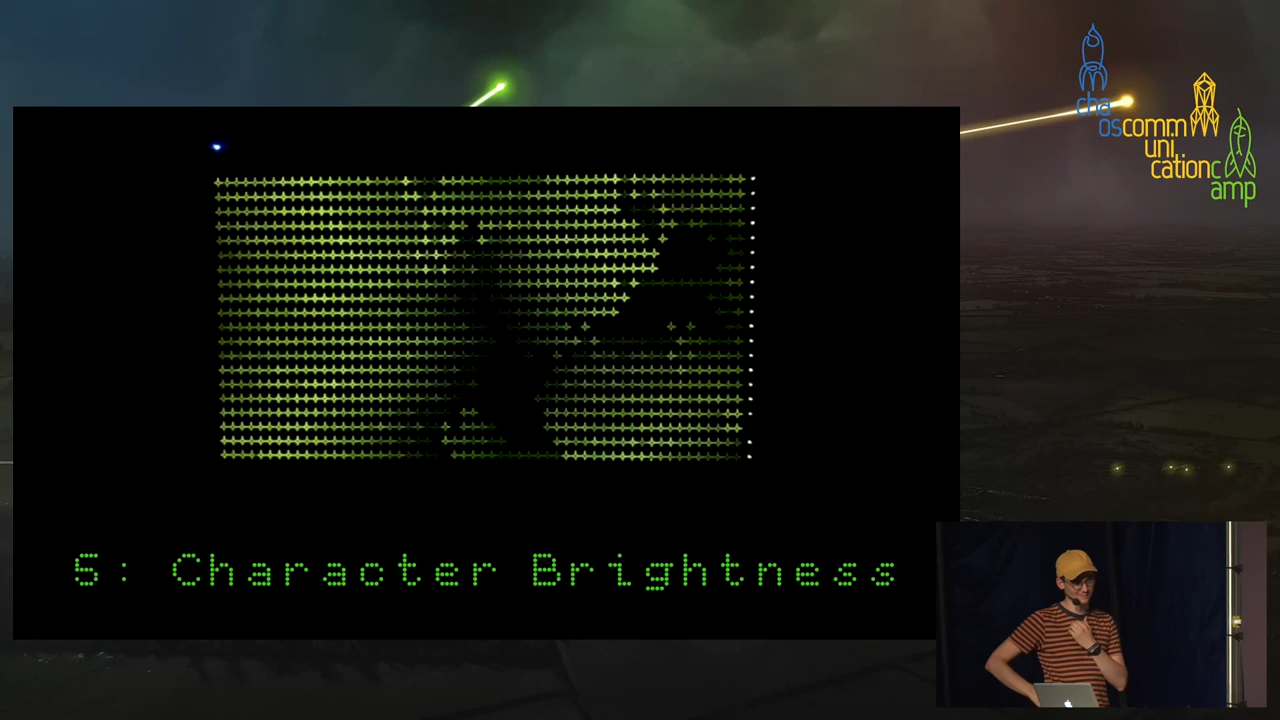 cha
oscomm
uni
cationc
amp
5: Character Brightness